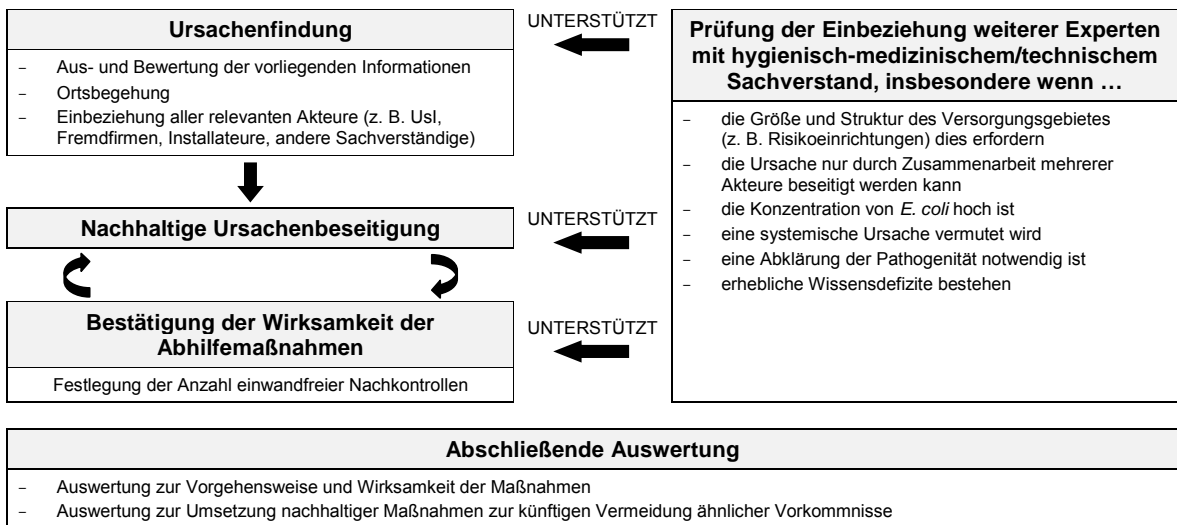 Ursachenfindung
– Aus- und Bewertung der vorliegenden Informationen
– Ortsbegehung
– Einbeziehung aller relevanten Akteure (z. B. UsI,
Fremdfirmen, Installateure, andere Sachverständige)
UNTERSTÜTZT
Nachhaltige Ursachenbeseitigung
UNTERSTÜTZT
Bestätigung der Wirksamkeit der
Abhilfemaßnahmen
Festlegung der Anzahl einwandfreier Nachkontrollen
UNTERSTÜTZT
Prüfung der Einbeziehung weiterer Experten
mit hygienisch-medizinischem/technischem
Sachverstand, insbesondere wenn …
– die Größe und Struktur des Versorgungsgebietes
(z. B. Risikoeinrichtungen) dies erfordern
– die Ursache nur durch Zusammenarbeit mehrerer
Akteure beseitigt werden kann
– die Konzentration von E. coli hoch ist
– eine systemische Ursache vermutet wird
– eine Abklärung der Pathogenität notwendig ist
– erhebliche Wissensdefizite bestehen
Abschließende Auswertung
– Auswertung zur Vorgehensweise und Wirksamkeit der Maßnahmen
– Auswertung zur Umsetzung nachhaltiger Maßnahmen zur künftigen Vermeidung ähnlicher Vorkommnisse